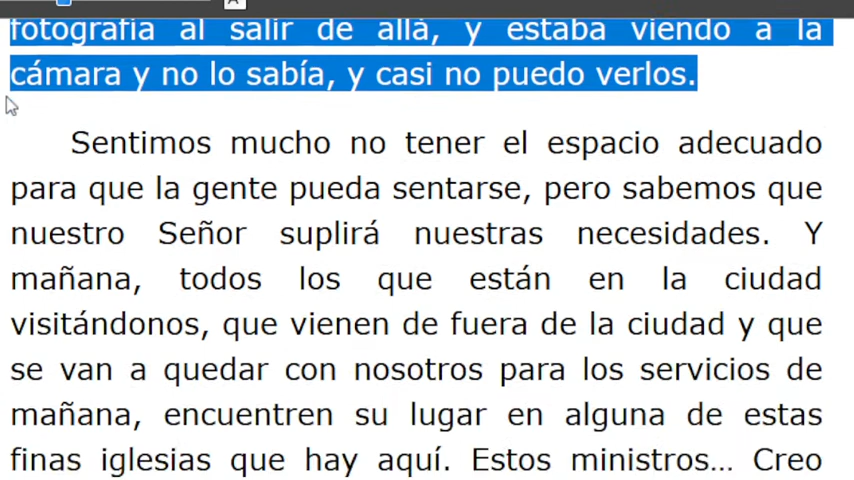 fotografía al salir de allá, y estaba viendo a la
cámara y no lo sabía, y casi no puedo verlos.
Sentimos mucho no tener el espacio adecuado
para que la gente pueda sentarse, pero sabemos que
nuestro Señor suplirá nuestras necesidades. Y
mañana, todos los que están en la ciudad
visitándonos, que vienen de fuera de la ciudad y que
se van a quedar con nosotros para los servicios de
mañana, encuentren su lugar en alguna de estas
finas iglesias que hay aquí. Estos ministros... Creo